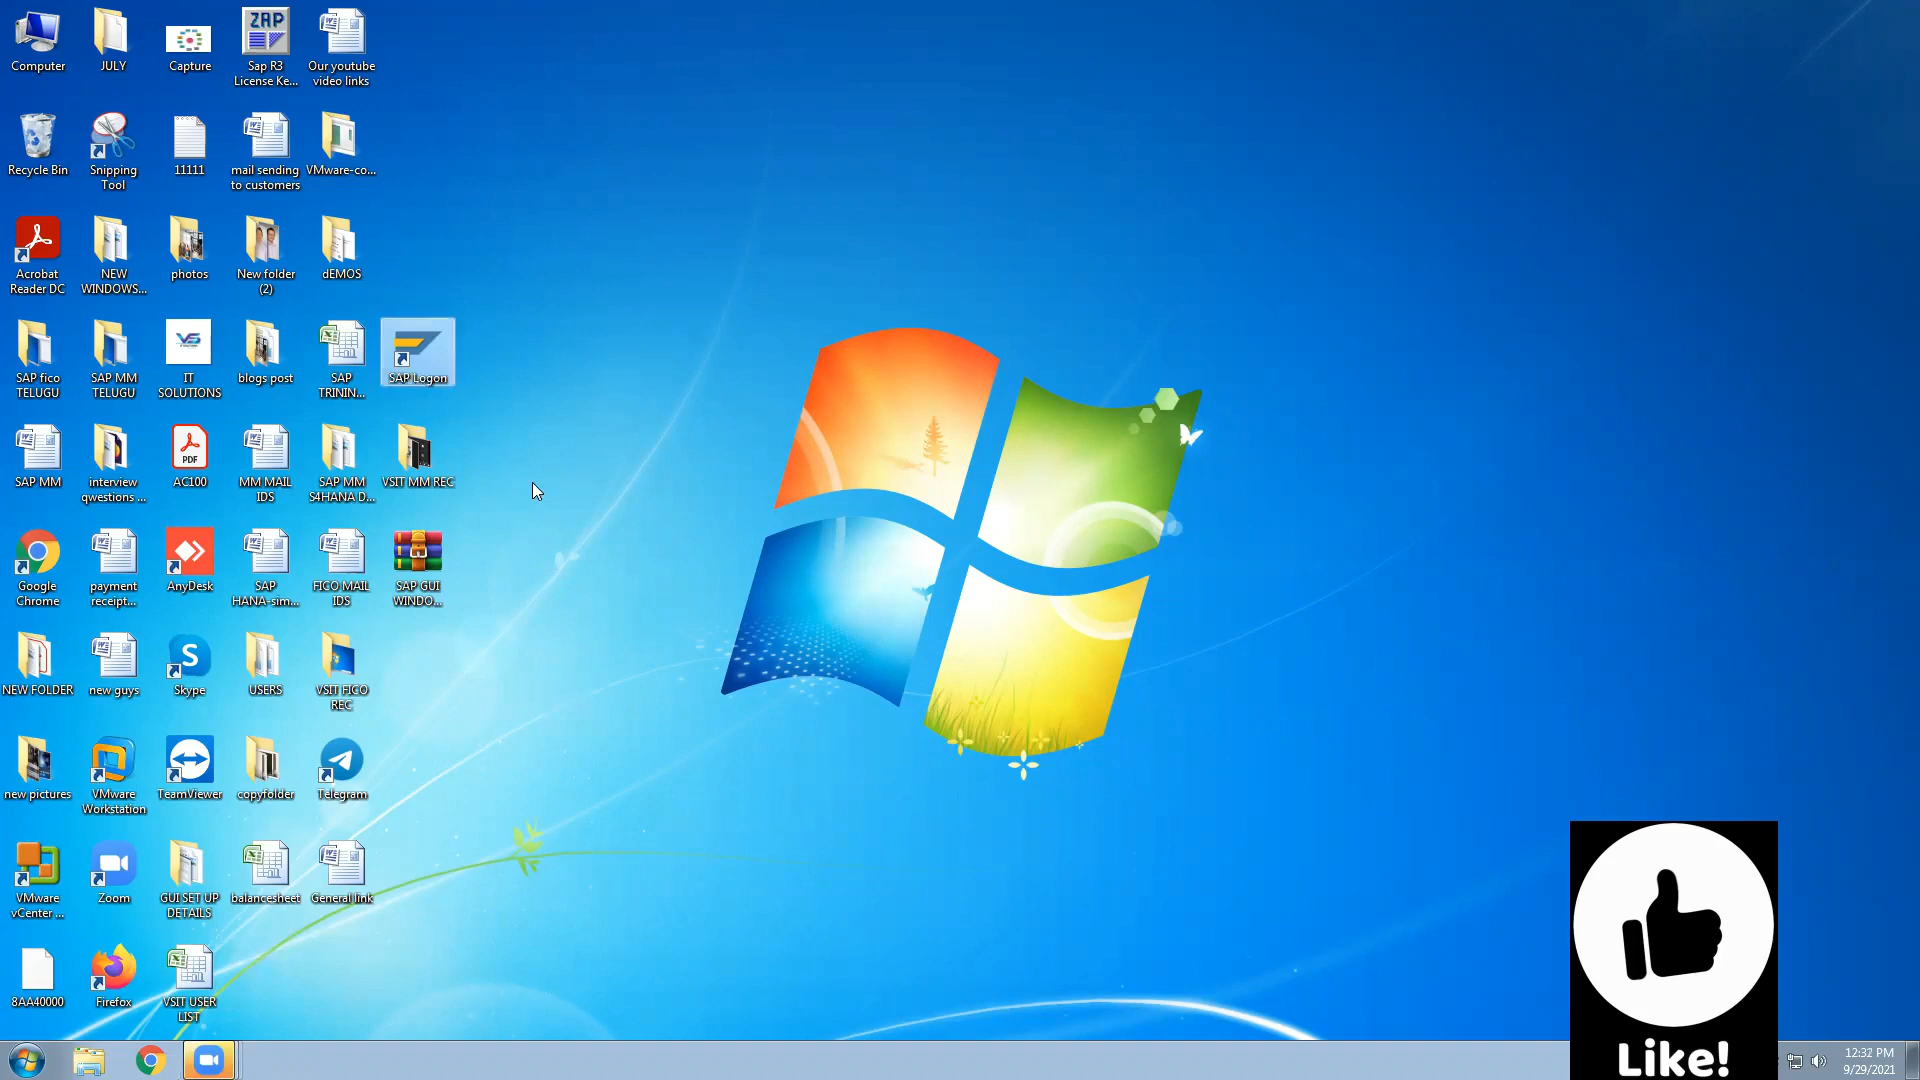 Computer
JULY
Capture
ZAP
Sap R3
License Ke...
Our youtube
video links
Recycle Bin
Snipping
Tool
11111
mail sending
to customers
VMware-co...
Acrobat
Reader DC
NEW
WINDOWS...
photos
New folder
(2)
dEMOS
SAP fico
TELUGU
SAP MM
TELUGU
VS
IT
SOLUTIONS
blogs post
SAP
TRININ...
SAP Logon
SAP MM
interview
qwestions ...
PDF
AC100
MM MAIL
IDS
SAP MM
S4HANA D...
VSIT MM REC
Google
Chrome
payment
receipt...
AnyDesk
SAP
HANA-sim...
FICO MAIL
IDS
SAP GUI
WINDO...
NEW FOLDER
new guys
S
Skype
USERS
VSIT FICO
REC
new pictures
VMware
Workstation
TeamViewer
copyfolder
Telegram
VMware
vCenter ...
Zoom
GUI SET UP
DETAILS
balancesheet
General link
8AA40000
Firefox
VSIT USER
LIST
Like!
12:32 PM
9/29/2021